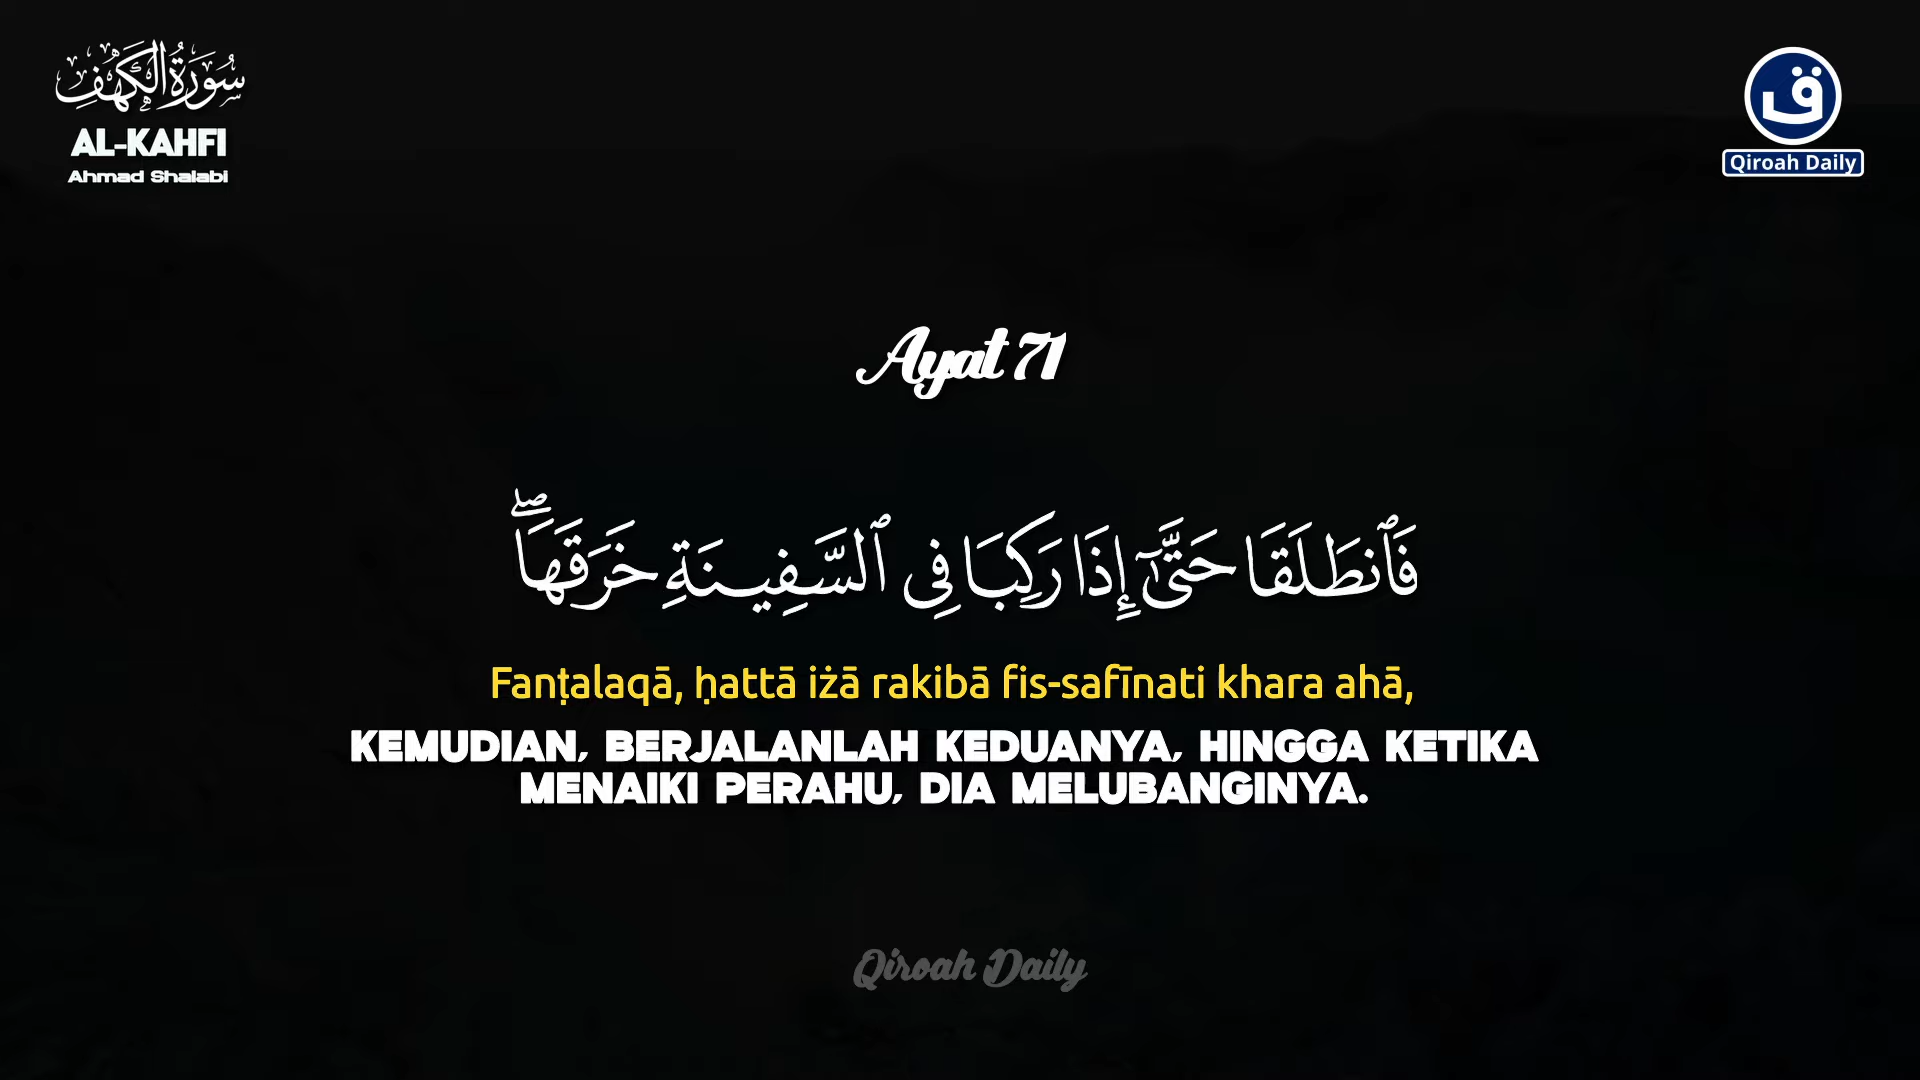 سُورَةُ الْكَهْفِ
AL-KAHFI
Ahmad Shalabi
ق
Qiroah Daily
Ayat 71
فَٱنطَلَقَا حَتَّىٰٓ إِذَا رَكِبَا فِى ٱلسَّفِينَةِ خَرَقَهَا ۖ
Fanṭalaqā, ḥattā iżā rakibā fis-safīnati khara ahā,
KEMUDIAN, BERJALANLAH KEDUANYA, HINGGA KETIKA
MENAIKI PERAHU, DIA MELUBANGINYA.
Qiroah Daily